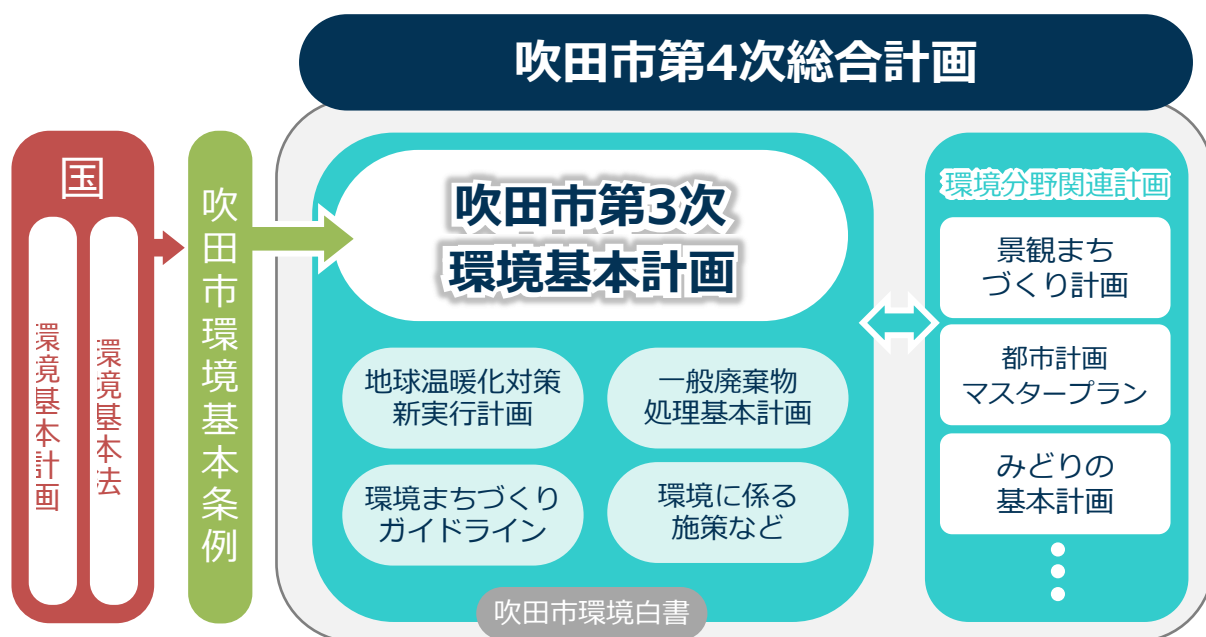 吹田市第4次総合計画
国
環境基本法
環境基本計画
吹田市環境基本条例
吹田市第3次
環境基本計画
地球温暖化対策
新実行計画
一般廃棄物
処理基本計画
環境まちづくり
ガイドライン
環境に係る
施策など
吹田市環境白書
環境分野関連計画
景観まち
づくり計画
都市計画
マスタープラン
みどりの
基本計画